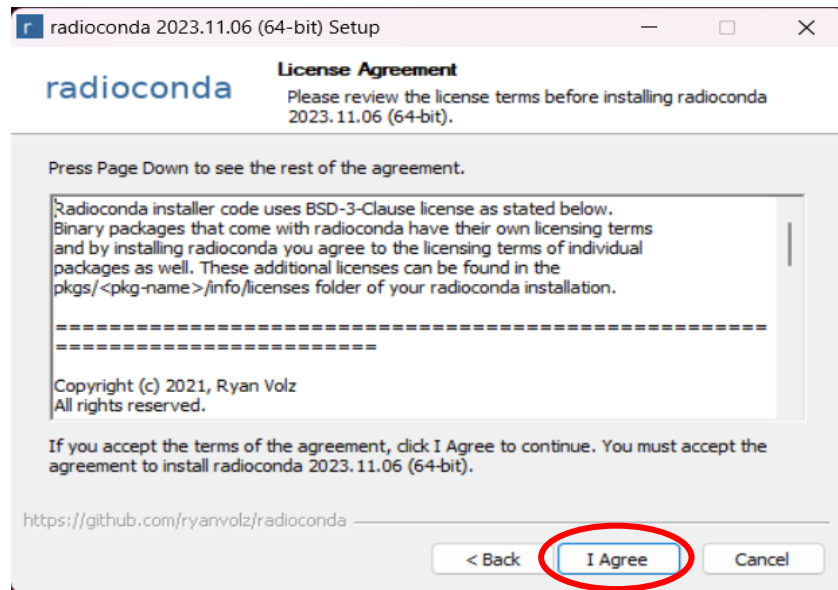 r radioconda 2023.11.06 (64-bit) Setup
radioconda
License Agreement
Please review the license terms before installing radioconda
2023.11.06 (64-bit).
Press Page Down to see the rest of the agreement.
Radioconda installer code uses BSD-3-Clause license as stated below.
Binary packages that come with radioconda have their own licensing terms
and by installing radioconda you agree to the licensing terms of individual
packages as well. These additional licenses can be found in the
pkgs/<pkg-name>/info/licenses folder of your radioconda installation.
=====================================================
========================
Copyright (c) 2021, Ryan Volz
All rights reserved.
If you accept the terms of the agreement, click I Agree to continue. You must accept the
agreement to install radioconda 2023.11.06 (64-bit).
https://github.com/ryanvolz/radioconda
< Back I Agree Cancel